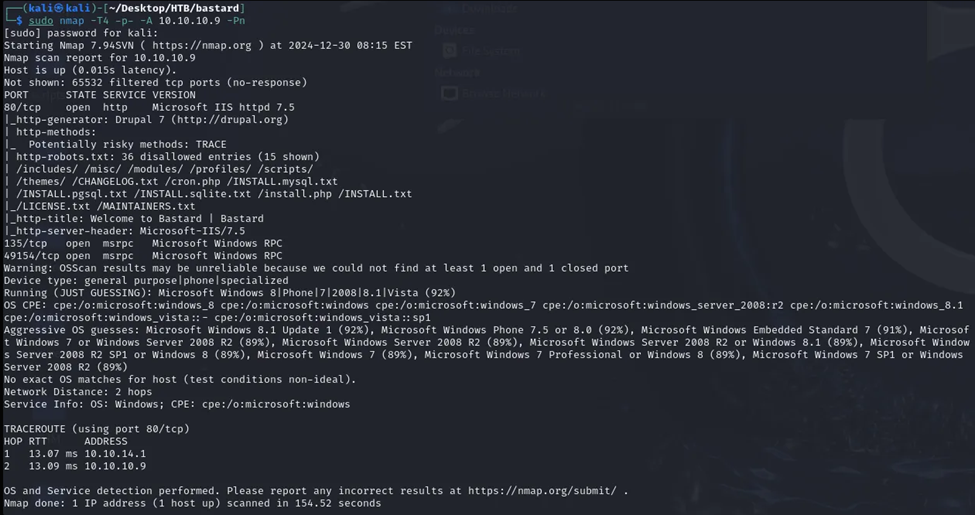 ┌──(kali㉿kali)-[~/Desktop/HTB/bastard]
└─$ sudo nmap -T4 -p- -A 10.10.10.9 -Pn
[sudo] password for kali:
Starting Nmap 7.94SVN ( https://nmap.org ) at 2024-12-30 08:15 EST
Nmap scan report for 10.10.10.9
Host is up (0.015s latency).
Not shown: 65532 filtered tcp ports (no-response)
PORT      STATE SERVICE VERSION
80/tcp    open  http    Microsoft IIS httpd 7.5
|_http-generator: Drupal 7 (http://drupal.org)
| http-methods:
|_  Potentially risky methods: TRACE
| http-robots.txt: 36 disallowed entries (15 shown)
| /includes/ /misc/ /modules/ /profiles/ /scripts/
| /themes/ /CHANGELOG.txt /cron.php /INSTALL.mysql.txt
| /INSTALL.pgsql.txt /INSTALL.sqlite.txt /install.php /INSTALL.txt
|_/LICENSE.txt /MAINTAINERS.txt
|_http-title: Welcome to Bastard | Bastard
|_http-server-header: Microsoft-IIS/7.5
135/tcp   open  msrpc   Microsoft Windows RPC
49154/tcp open  msrpc   Microsoft Windows RPC
Warning: OSScan results may be unreliable because we could not find at least 1 open and 1 closed port
Device type: general purpose|phone|specialized
Running (JUST GUESSING): Microsoft Windows 8|Phone|7|2008|8.1|Vista (92%)
OS CPE: cpe:/o:microsoft:windows_8 cpe:/o:microsoft:windows cpe:/o:microsoft:windows_7 cpe:/o:microsoft:windows_server_2008:r2 cpe:/o:microsoft:windows_8.1
cpe:/o:microsoft:windows_vista::- cpe:/o:microsoft:windows_vista::sp1
Aggressive OS guesses: Microsoft Windows 8.1 Update 1 (92%), Microsoft Windows Phone 7.5 or 8.0 (92%), Microsoft Windows Embedded Standard 7 (91%), Microsof
t Windows 7 or Windows Server 2008 R2 (89%), Microsoft Windows Server 2008 R2 (89%), Microsoft Windows Server 2008 R2 or Windows 8.1 (89%), Microsoft Window
s Server 2008 R2 SP1 or Windows 8 (89%), Microsoft Windows 7 (89%), Microsoft Windows 7 Professional or Windows 8 (89%), Microsoft Windows 7 SP1 or Windows
Server 2008 R2 (89%)
No exact OS matches for host (test conditions non-ideal).
Network Distance: 2 hops
Service Info: OS: Windows; CPE: cpe:/o:microsoft:windows
TRACEROUTE (using port 80/tcp)
HOP RTT      ADDRESS
1   13.07 ms 10.10.14.1
2   13.09 ms 10.10.10.9
OS and Service detection performed. Please report any incorrect results at https://nmap.org/submit/ .
Nmap done: 1 IP address (1 host up) scanned in 154.52 seconds